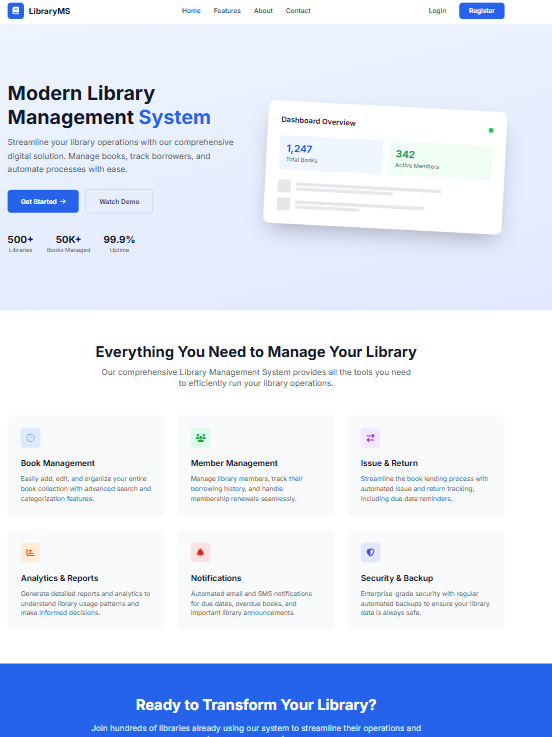 LibraryMS
Home Features About Contact
Login Register
Modern Library
Management System
Streamline your library operations with our comprehensive
digital solution. Manage books, track borrowers, and
automate processes with ease.
Get Started →
Watch Demo
500+ 50K+ 99.9%
Libraries Books Managed Uptime
Dashboard Overview
1,247
Total Books
342
Active Members
Everything You Need to Manage Your Library
Our comprehensive Library Management System provides all the tools you need
to efficiently run your library operations.
Book Management
Easily add, edit, and organize your entire
book collection with advanced search and
categorization features.
Member Management
Manage library members, track their
borrowing history, and handle
membership renewals seamlessly.
Issue & Return
Streamline the book lending process with
automated issue and return tracking,
including due date reminders.
Analytics & Reports
Generate detailed reports and analytics to
understand library usage patterns and
make informed decisions.
Notifications
Automated email and SMS notifications
for due dates, overdue books, and
important library announcements.
Security & Backup
Enterprise-grade security with regular
automated backups to ensure your library
data is always safe.
Ready to Transform Your Library?
Join hundreds of libraries already using our system to streamline their operations and